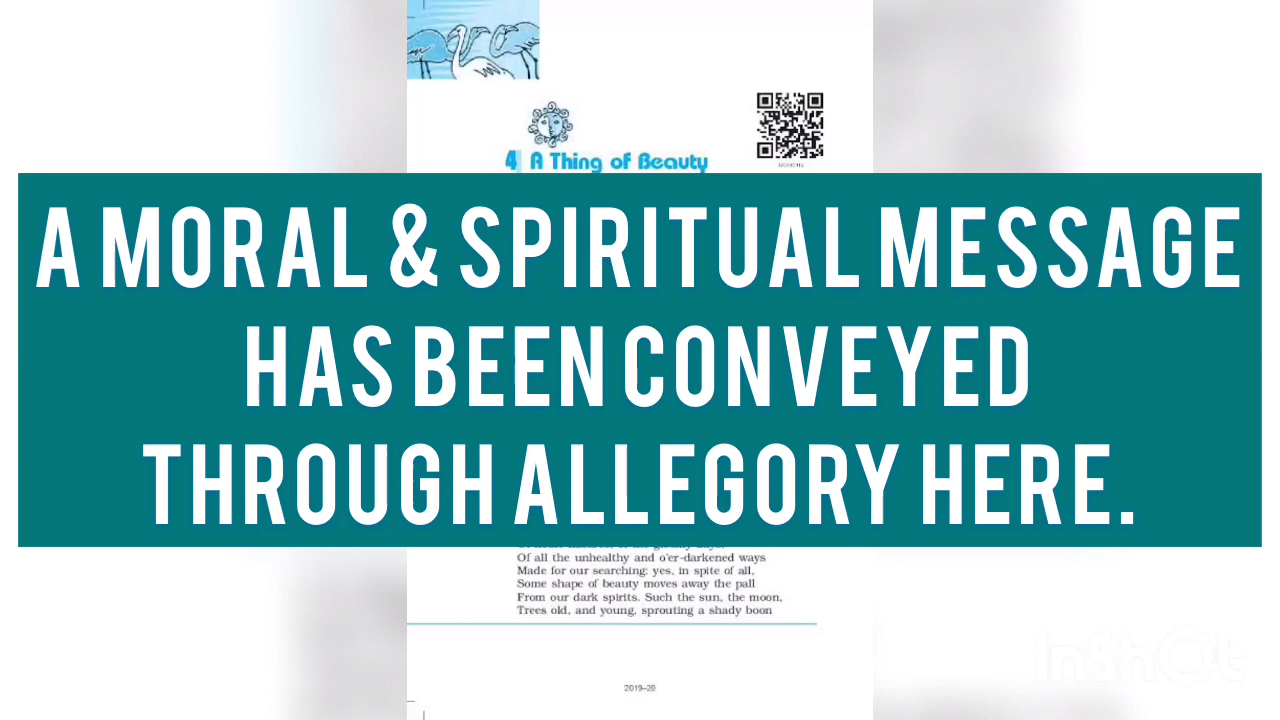 4 A Thing of Beauty
A MORAL & SPIRITUAL MESSAGE
HAS BEEN CONVEYED
THROUGH ALLEGORY HERE.
Of all the unhealthy and o'er-darkened ways
Made for our searching: yes, in spite of all,
Some shape of beauty moves away the pall
From our dark spirits. Such the sun, the moon,
Trees old, and young, sprouting a shady boon
2019–20
InShOt